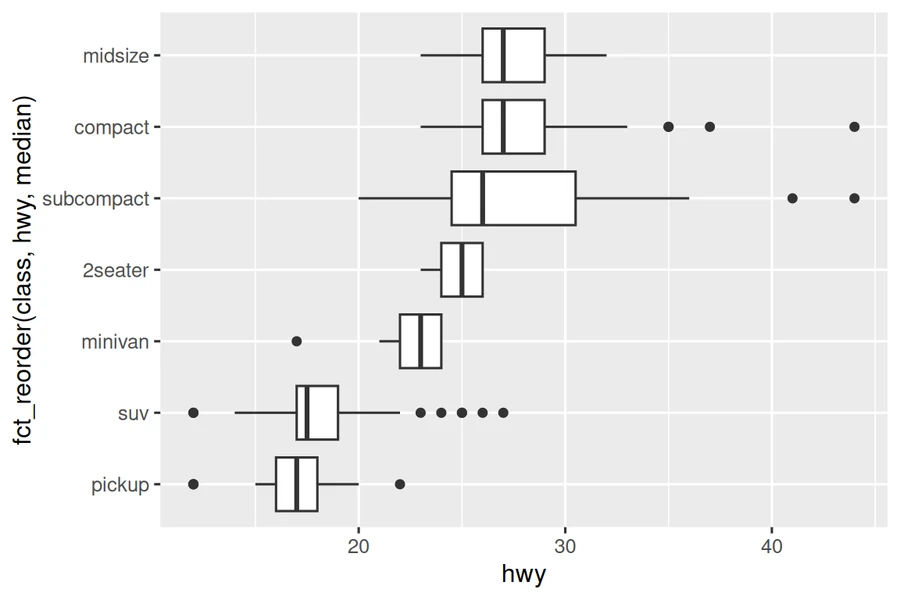 fct_reorder(class, hwy, median)
midsize
compact
subcompact
2seater
minivan
suv
pickup
20 30 40
hwy